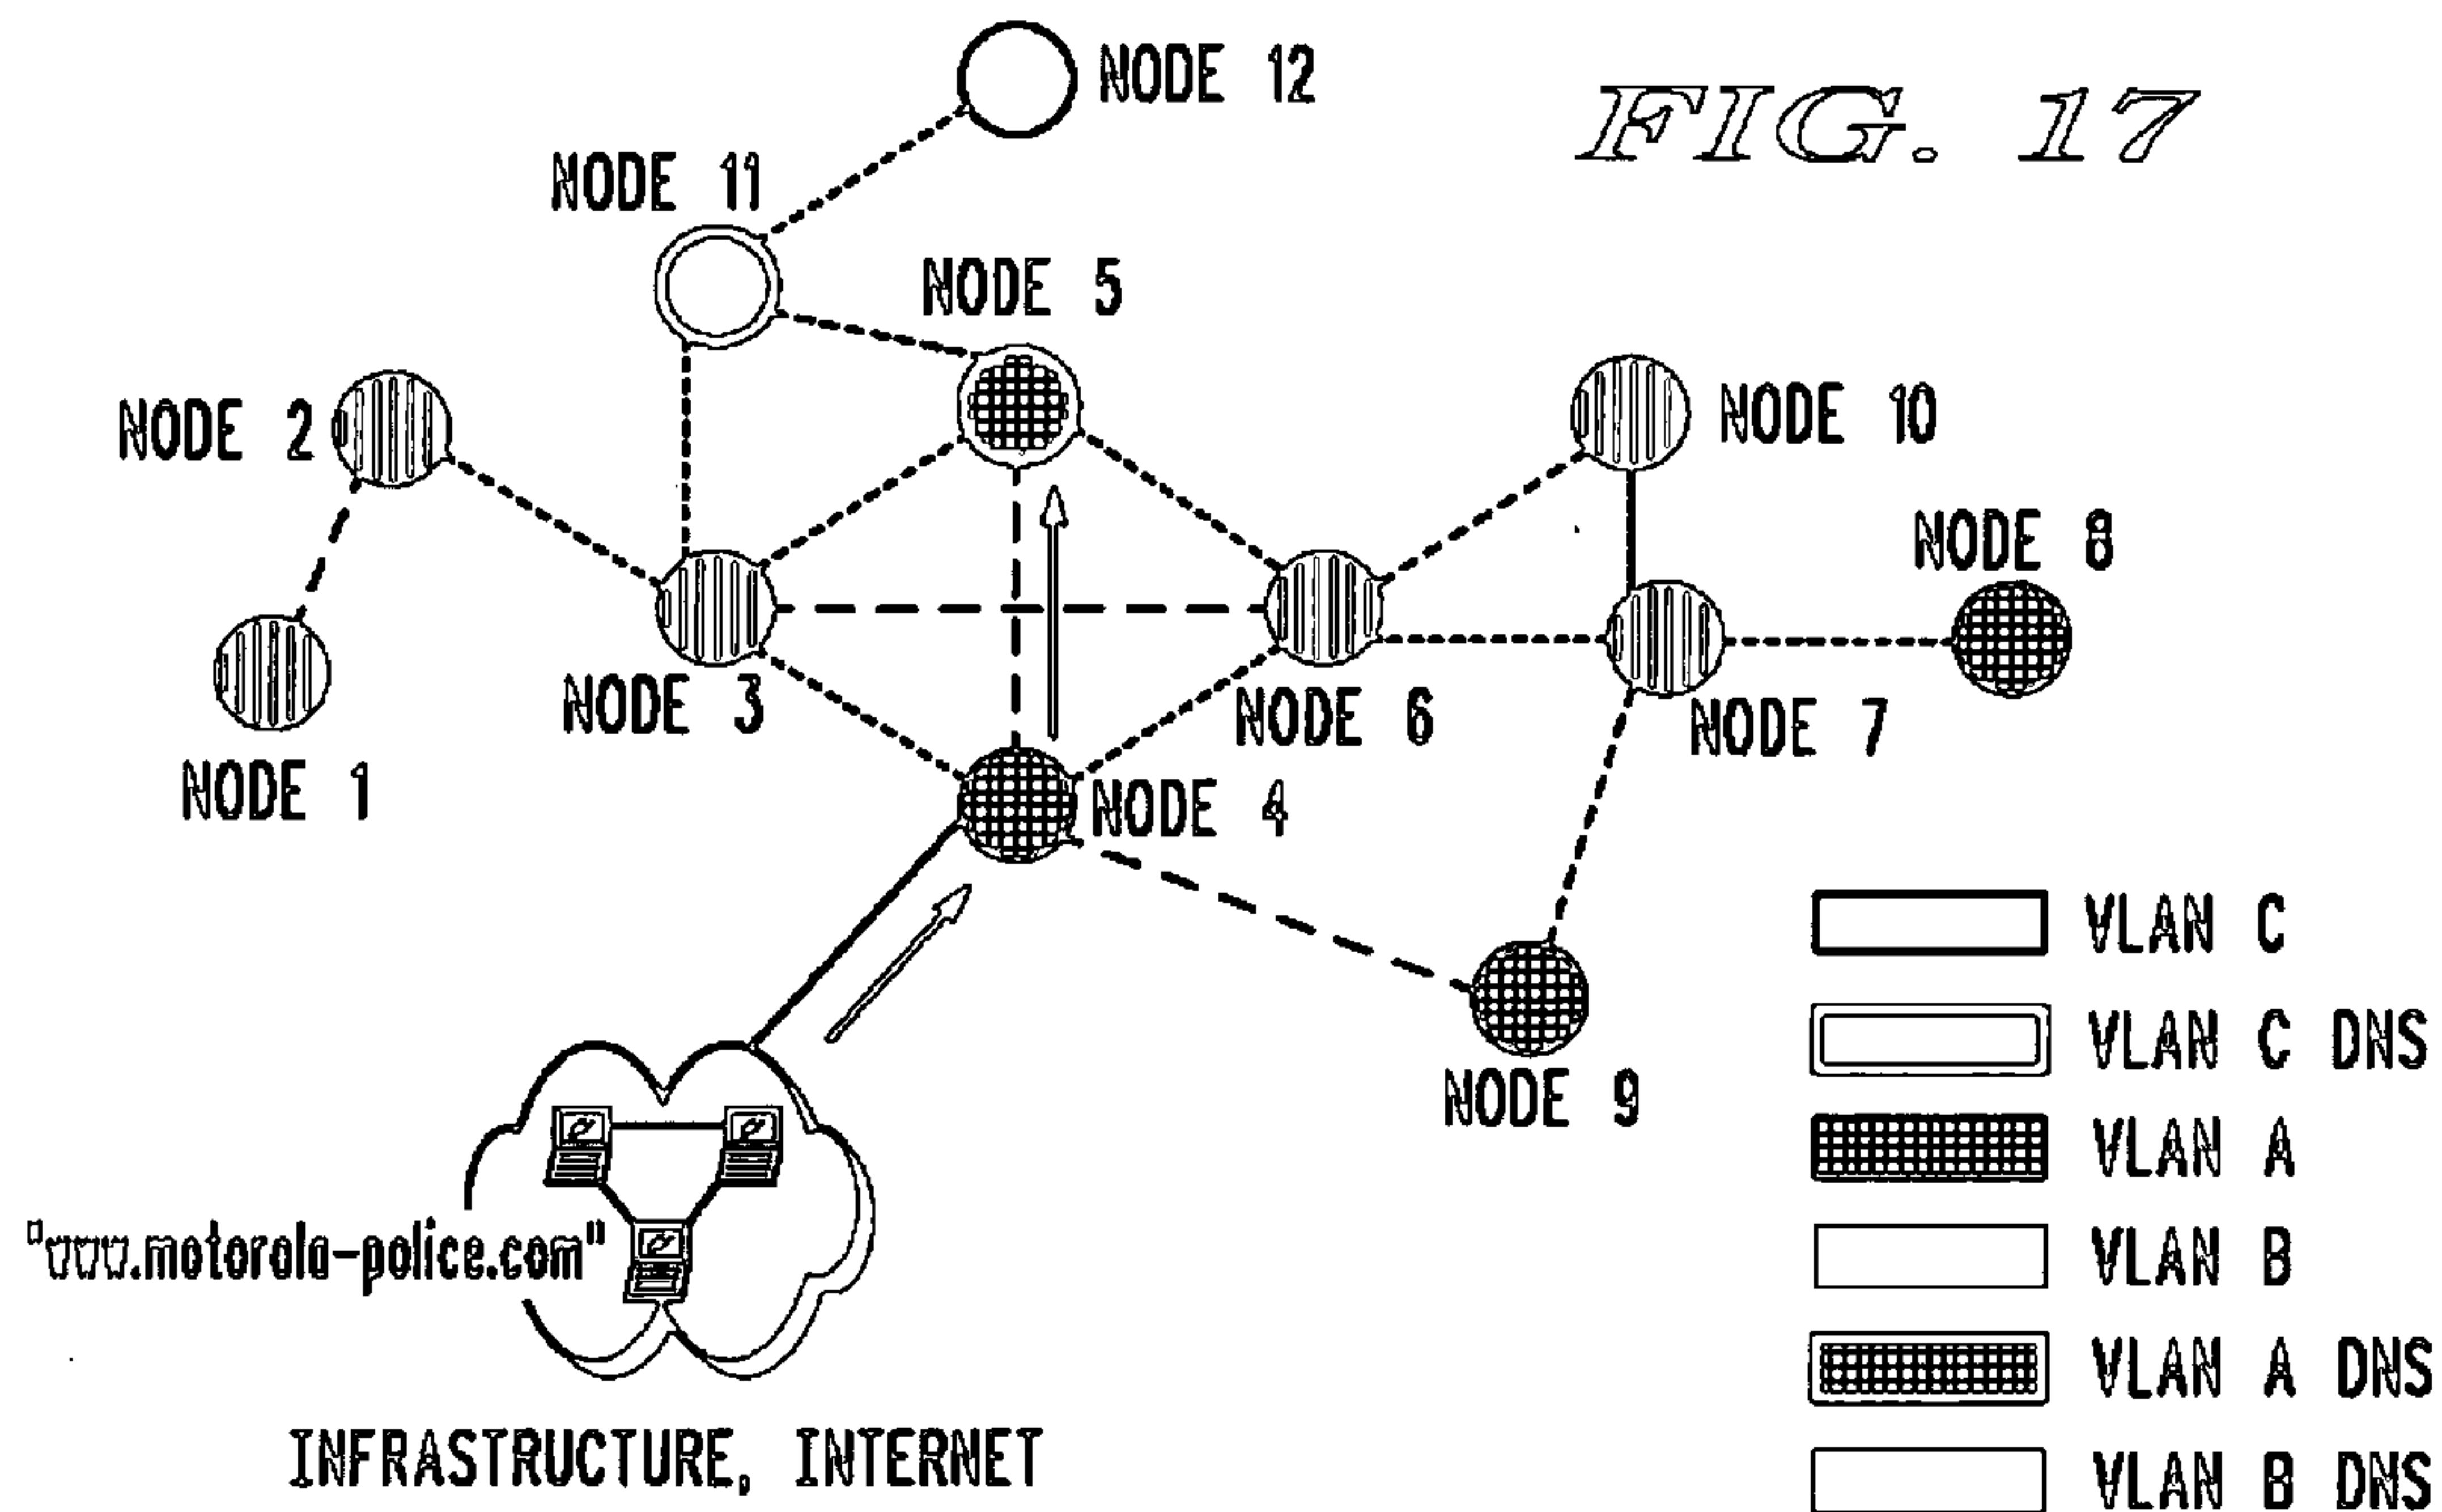 NODE 12
FIG. 17
NODE 11
NODE 5
NODE 2
NODE 10
NODE 8
NODE 3
NODE 6
NODE 7
NODE 1
NODE 4
VLAN C
VLAN C DNS
NODE 9
VLAN A
"www.motorola-police.com"
VLAN B
VLAN A DNS
INFRASTRUCTURE, INTERNET
VLAN B DNS